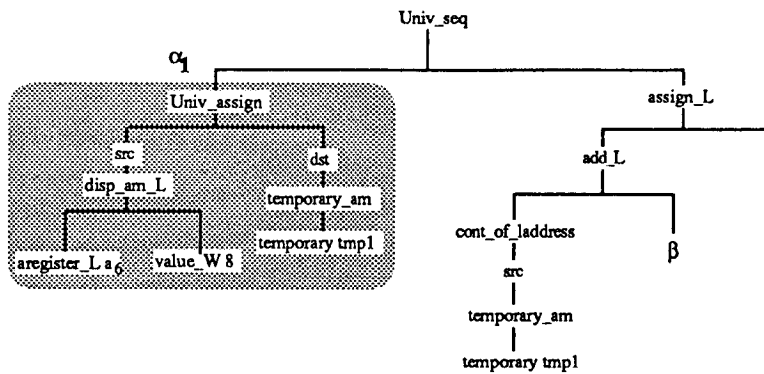 Univ_seq
α1
Univ_assign
assign_L
src
dst
add_L
disp_am_L
temporary_am
aregister_L a6
value_W 8
temporary tmp1
cont_of_laddress
β
src
temporary_am
temporary tmp1